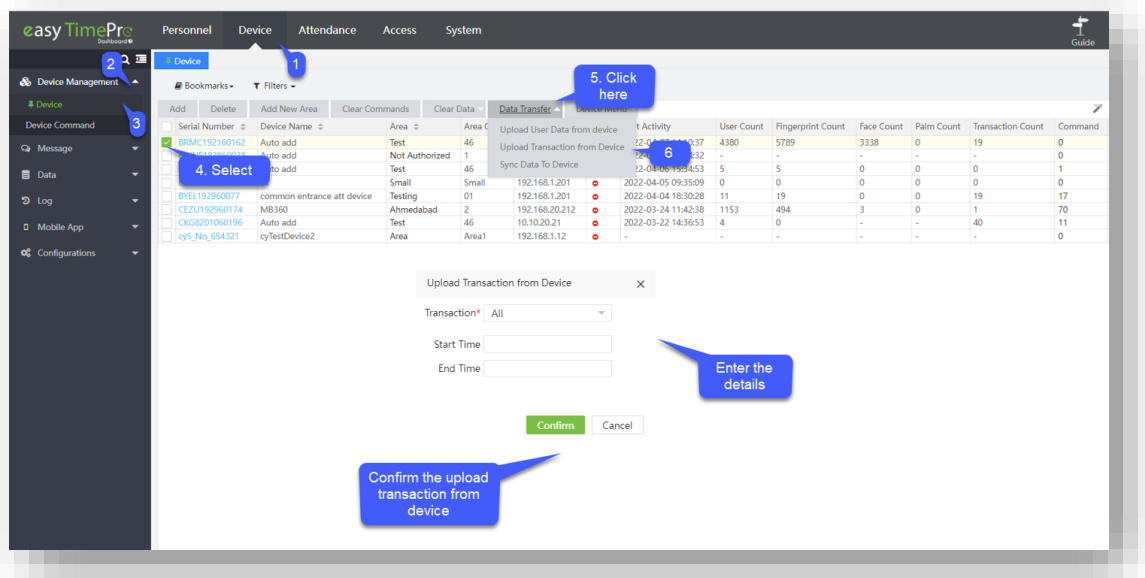 easy TimePro
Dashboard
Personnel Device Attendance Access System
Guide
1
2
Device
Device Management
Bookmarks Filters
5. Click
here
Device
Add Delete Add New Area Clear Commands Clear Data Data Transfer Device Menu
Device Command
3
Serial Number Device Name Area Area Activity User Count Fingerprint Count Face Count Palm Count Transaction Count Command
Upload User Data from device
BRMC192160162 Auto add Test 46 4380 5789 3338 0 19 0
Message
Upload Transaction from Device
6
Auto add Not Authorized 1 - - - - - 0
4. Select
Sync Data To Device
Auto add Test 46 5 5 0 0 0 1
Data
Small Small 192.168.1.201 2022-04-05 09:35:09 0 0 0 0 0 0
BYEL192960077 common entrance att device Testing 01 192.168.1.201 2022-04-04 18:30:28 11 19 0 0 19 17
Log
CEZU192960174 MB360 Ahmedabad 2 192.168.20.212 2022-03-24 11:42:38 1153 494 3 0 1 70
CKG8201060196 Auto add Test 46 10.10.20.21 2022-03-22 14:36:53 4 0 - - 40 11
Mobile App
cyS_No_654321 cyTestDevice2 Area Area1 192.168.1.12 - - - - - - 0
Configurations
Upload Transaction from Device
Transaction* All
Start Time
End Time
Enter the
details
Confirm Cancel
Confirm the upload
transaction from
device